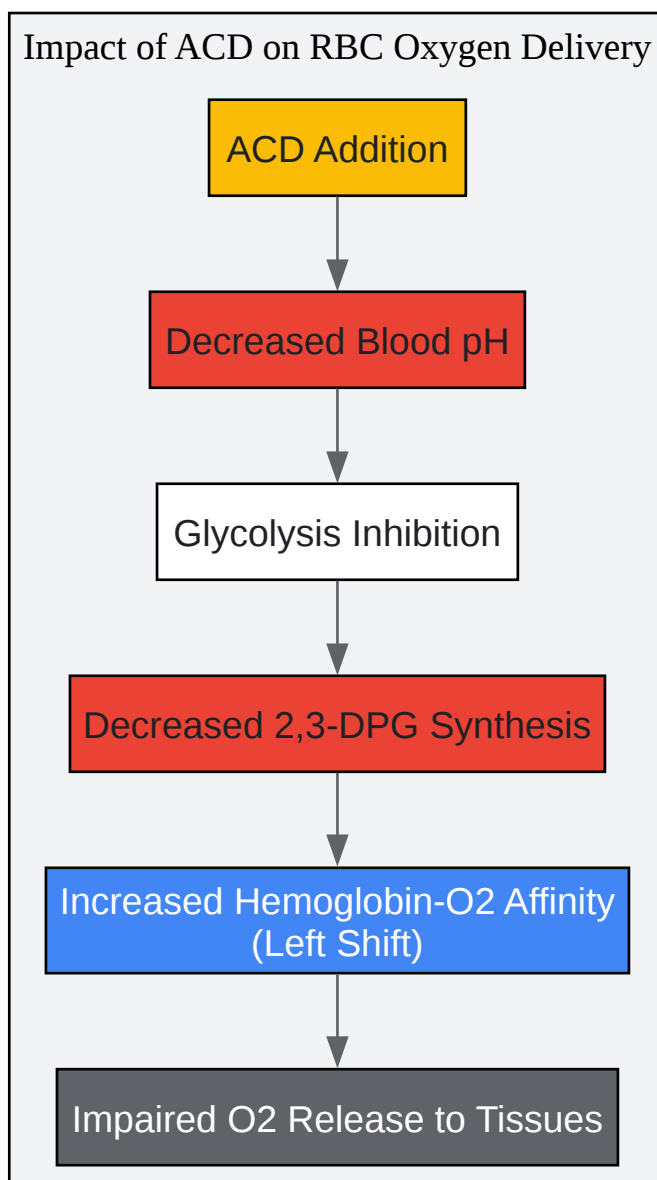 Impact of ACD on RBC Oxygen Delivery
ACD Addition
Decreased Blood pH
Glycolysis Inhibition
Decreased 2,3-DPG Synthesis
Increased Hemoglobin-O2 Affinity
(Left Shift)
Impaired O2 Release to Tissues